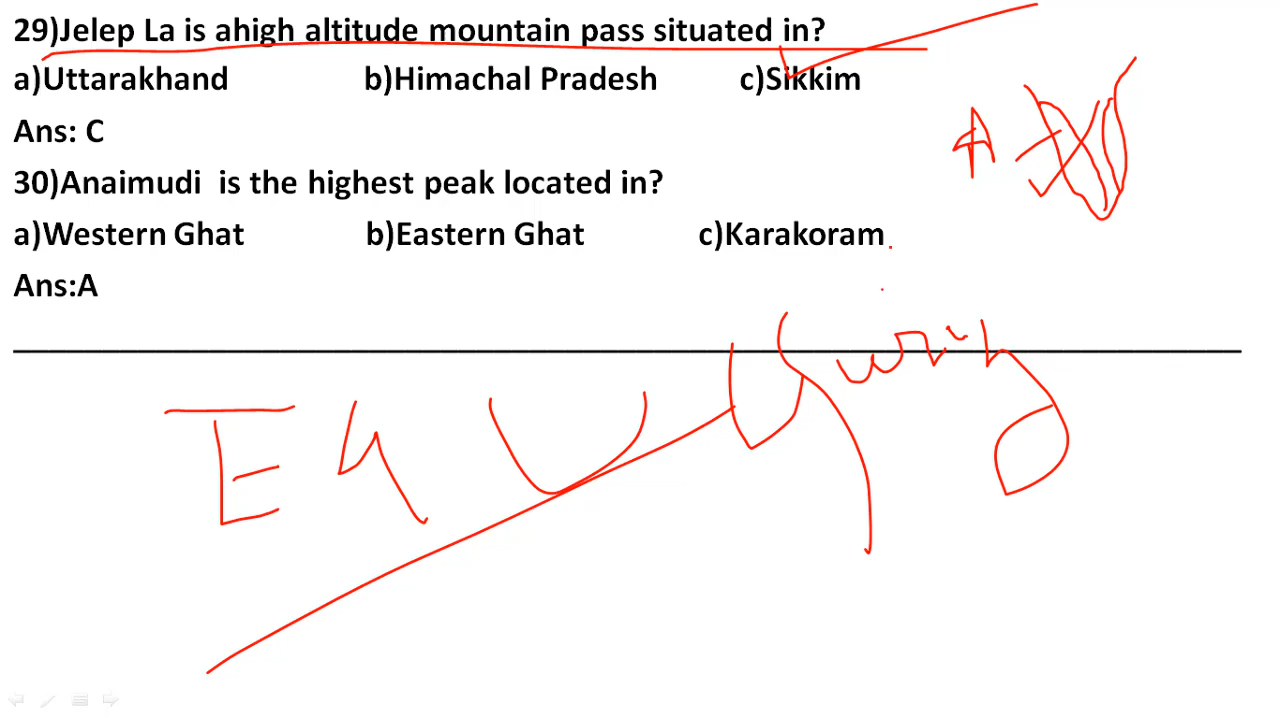 29)Jelep La is ahigh altitude mountain pass situated in?
a)Uttarakhand b)Himachal Pradesh c)Sikkim
Ans: C
30)Anaimudi is the highest peak located in?
a)Western Ghat b)Eastern Ghat c)Karakoram
Ans:A